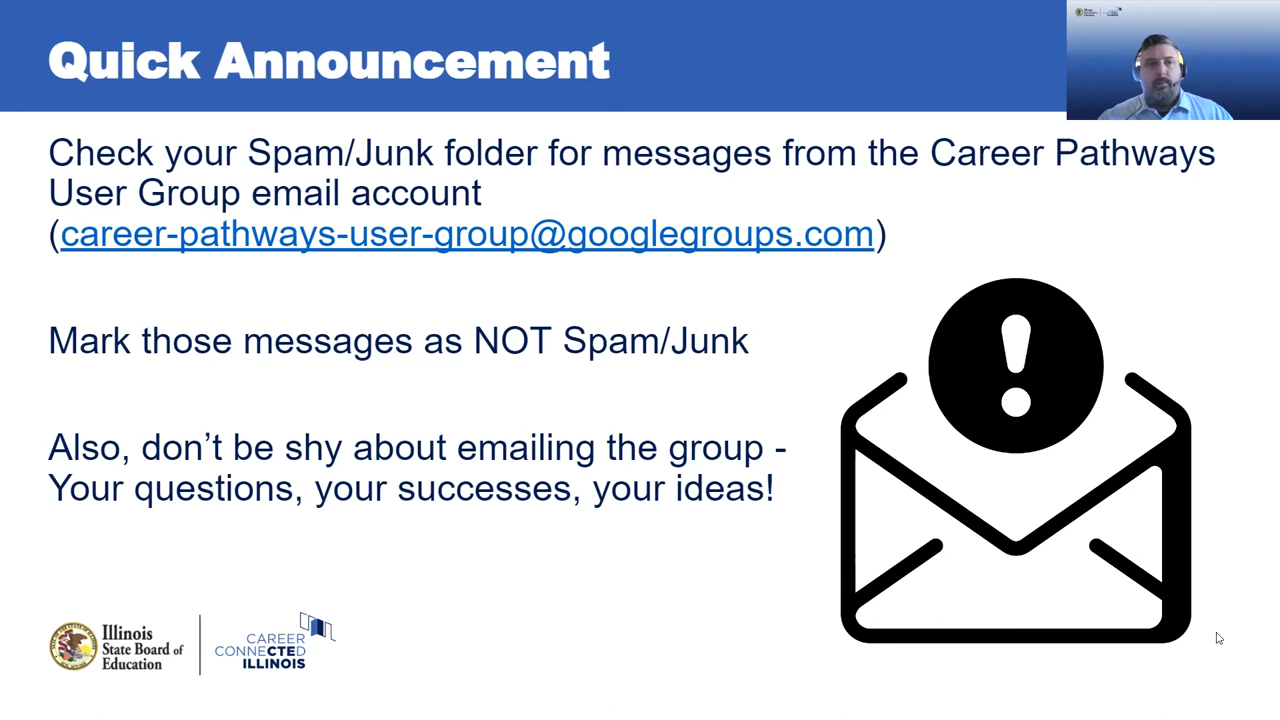 Quick Announcement
Check your Spam/Junk folder for messages from the Career Pathways
User Group email account
(career-pathways-user-group@googlegroups.com)
Mark those messages as NOT Spam/Junk
Also, don’t be shy about emailing the group -
Your questions, your successes, your ideas!
Illinois
State Board of
Education
CAREER
CONNECTED
ILLINOIS